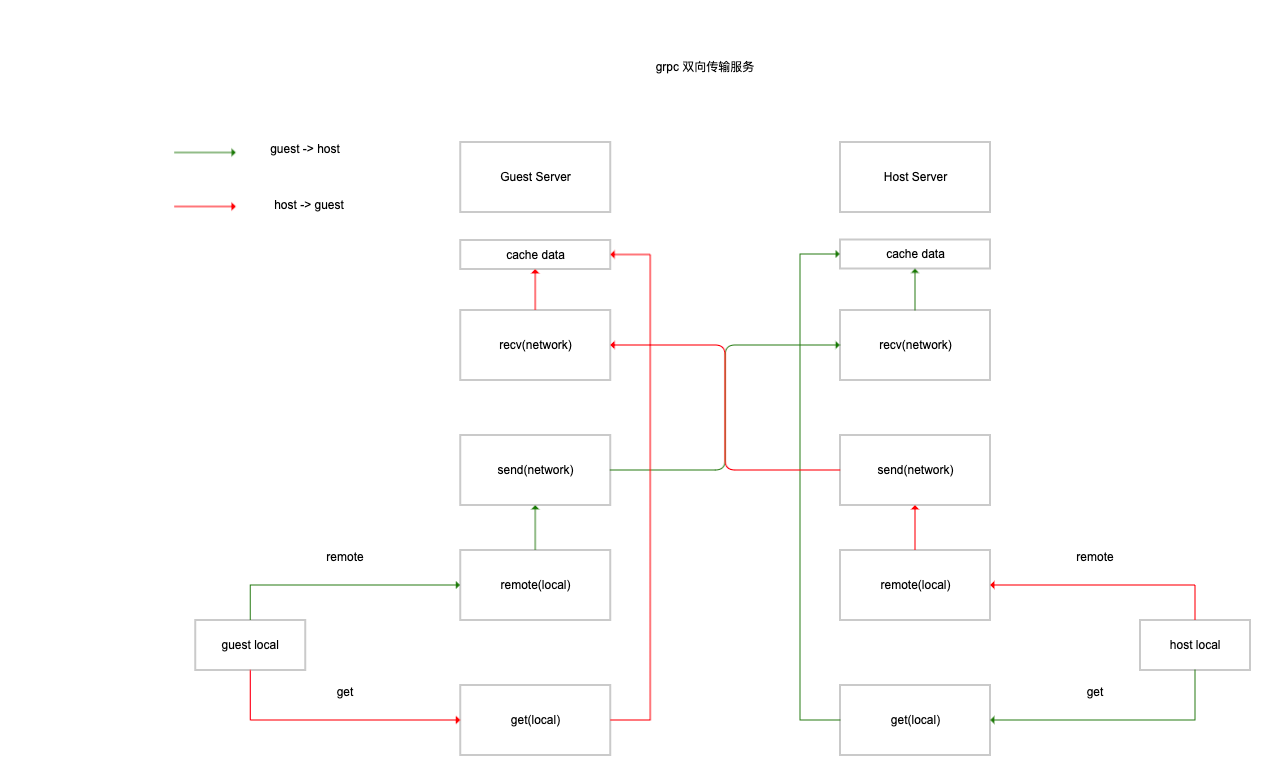 grpc 双向传输服务
guest -> host
host -> guest
Guest Server
Host Server
cache data
cache data
recv(network)
recv(network)
send(network)
send(network)
remote
remote
remote(local)
remote(local)
guest local
host local
get
get
get(local)
get(local)